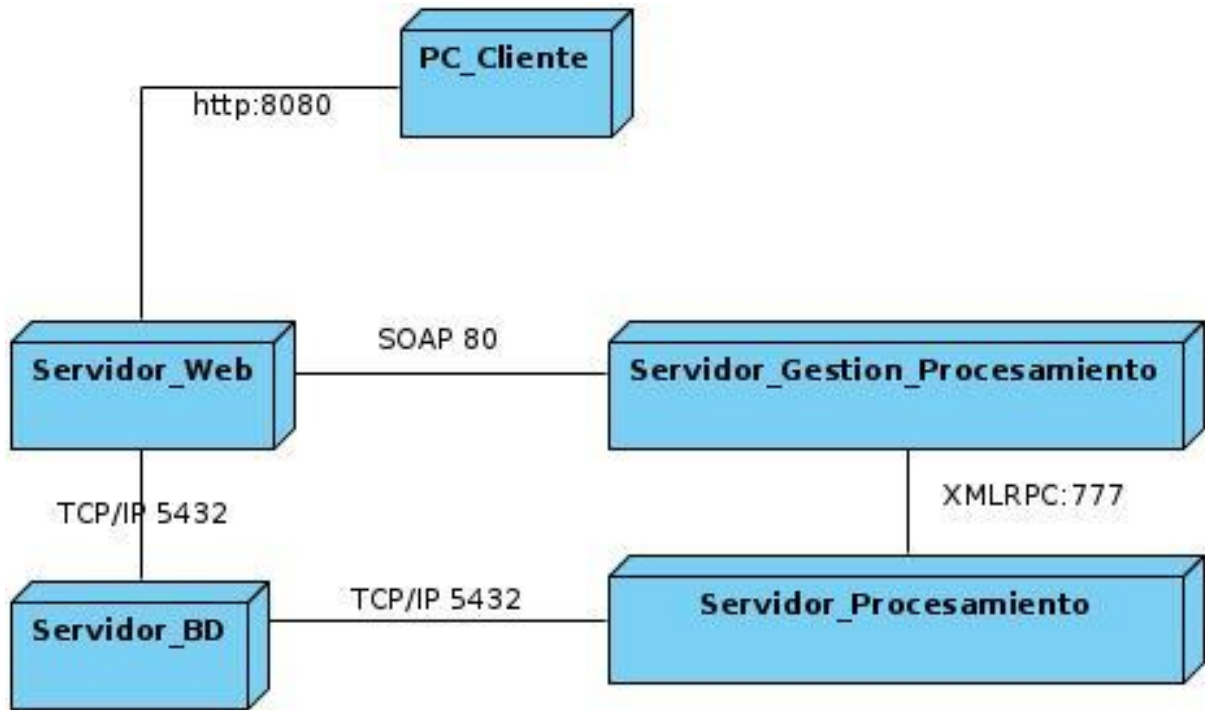 PC_Cliente
http:8080
Servidor_Web
SOAP 80
Servidor_Gestion_Procesamiento
TCP/IP 5432
XMLRPC:777
Servidor_BD
TCP/IP 5432
Servidor_Procesamiento